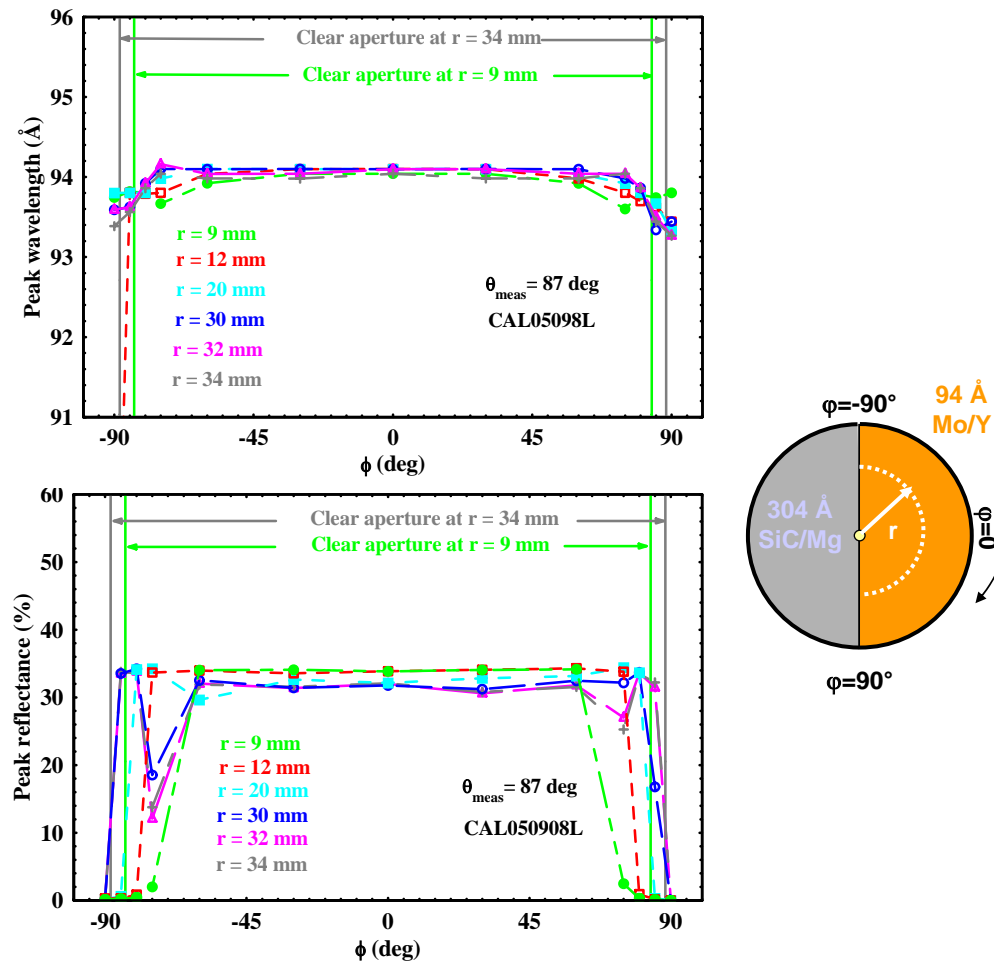 96
95
94
93
92
91
Peak wavelength (Å)
Clear aperture at r = 34 mm
Clear aperture at r = 9 mm
r = 9 mm
r = 12 mm
r = 20 mm
r = 30 mm
r = 32 mm
r = 34 mm
θmeas= 87 deg
CAL05098L
-90 -45 0 45 90
ϕ (deg)
60
50
40
30
20
10
0
Peak reflectance (%)
Clear aperture at r = 34 mm
Clear aperture at r = 9 mm
r = 9 mm
r = 12 mm
r = 20 mm
r = 30 mm
r = 32 mm
r = 34 mm
θmeas= 87 deg
CAL050908L
-90 -45 0 45 90
ϕ (deg)
φ=-90°
94 Å
Mo/Y
304 Å
SiC/Mg
r
φ=0
φ=90°